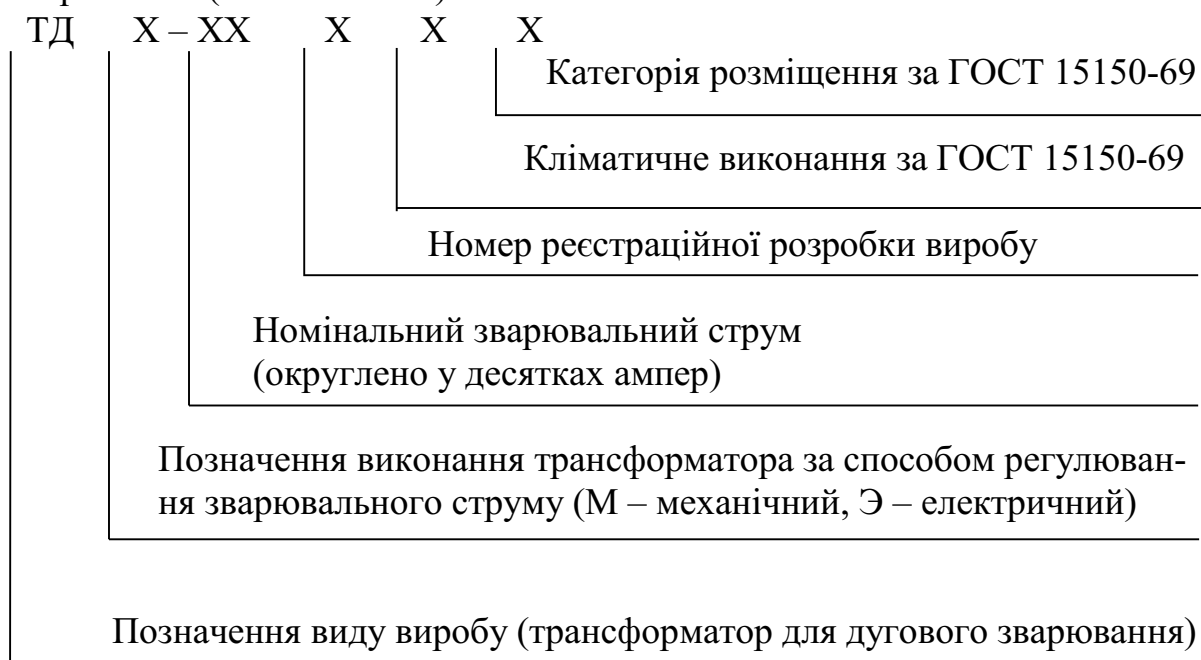 ТД Х – ХХ Х Х Х
Категорія розміщення за ГОСТ 15150-69
Кліматичне виконання за ГОСТ 15150-69
Номер реєстраційної розробки виробу
Номінальний зварювальний струм
(округлено у десятках ампер)
Позначення виконання трансформатора за способом регулюван-
ня зварювального струму (М – механічний, Э – електричний)
Позначення виду виробу (трансформатор для дугового зварювання)